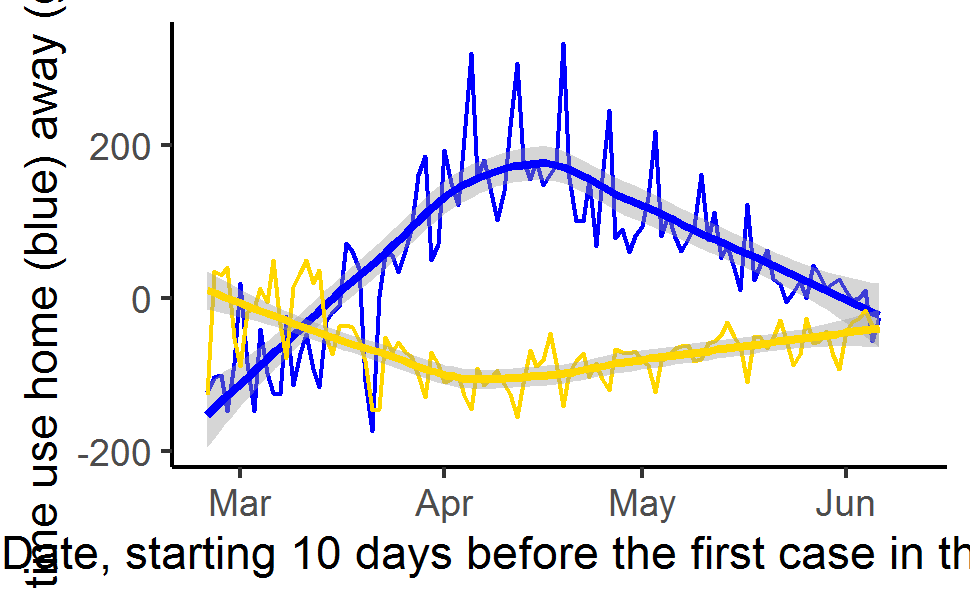 time use home (blue) away (
200
0
-200
Mar Apr May Jun
Date, starting 10 days before the first case in th